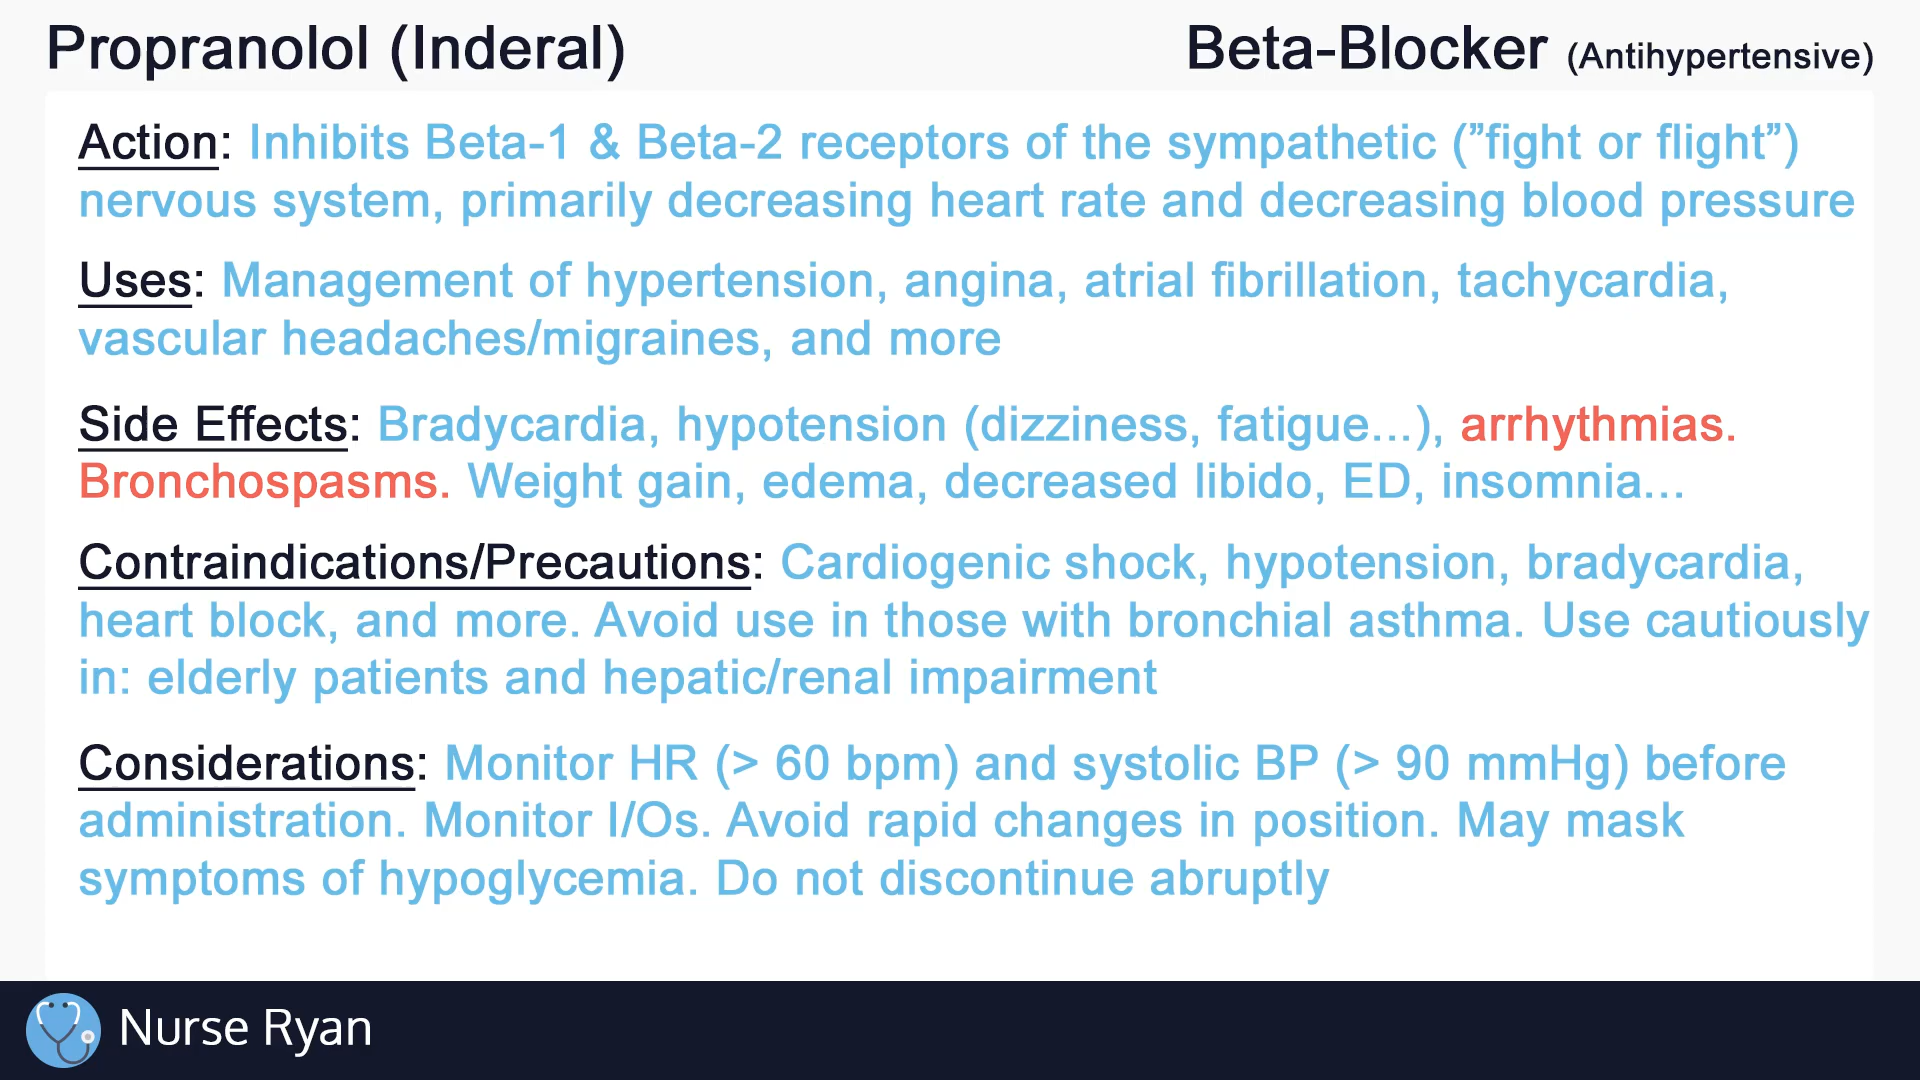 Propranolol (Inderal)
Beta-Blocker (Antihypertensive)
Action: Inhibits Beta-1 & Beta-2 receptors of the sympathetic (”fight or flight”)
nervous system, primarily decreasing heart rate and decreasing blood pressure
Uses: Management of hypertension, angina, atrial fibrillation, tachycardia,
vascular headaches/migraines, and more
Side Effects: Bradycardia, hypotension (dizziness, fatigue...), arrhythmias.
Bronchospasms. Weight gain, edema, decreased libido, ED, insomnia...
Contraindications/Precautions: Cardiogenic shock, hypotension, bradycardia,
heart block, and more. Avoid use in those with bronchial asthma. Use cautiously
in: elderly patients and hepatic/renal impairment
Considerations: Monitor HR (> 60 bpm) and systolic BP (> 90 mmHg) before
administration. Monitor I/Os. Avoid rapid changes in position. May mask
symptoms of hypoglycemia. Do not discontinue abruptly
Nurse Ryan